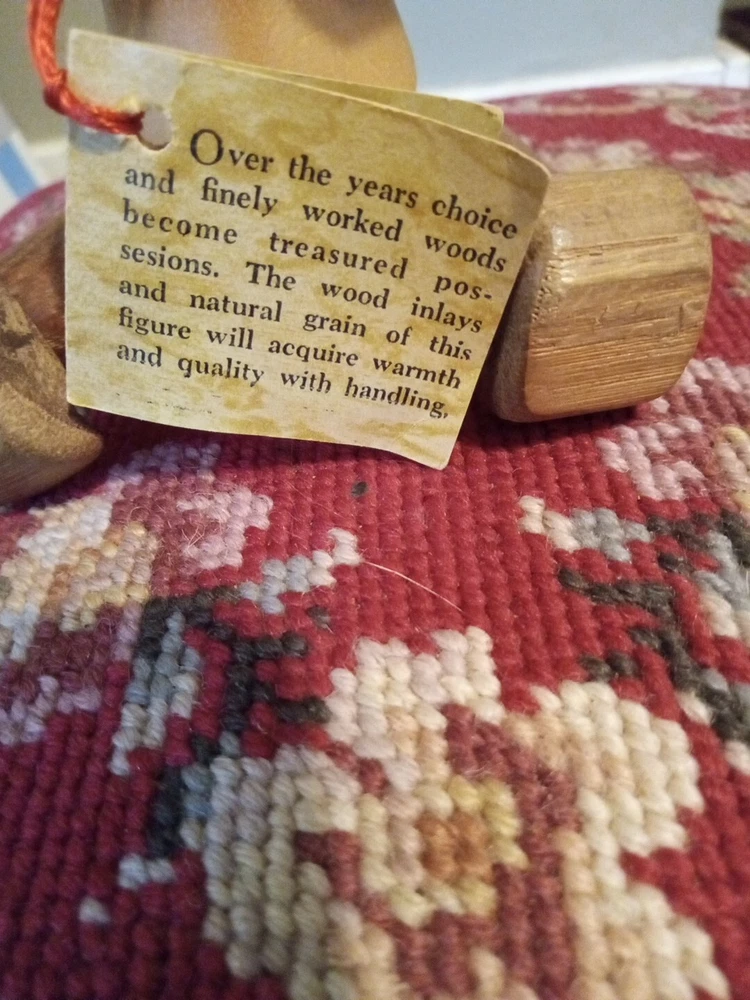 Over the years choice
and finely worked woods
become treasured pos-
sesions. The wood inlays
and natural grain of this
figure will acquire warmth
and quality with handling,